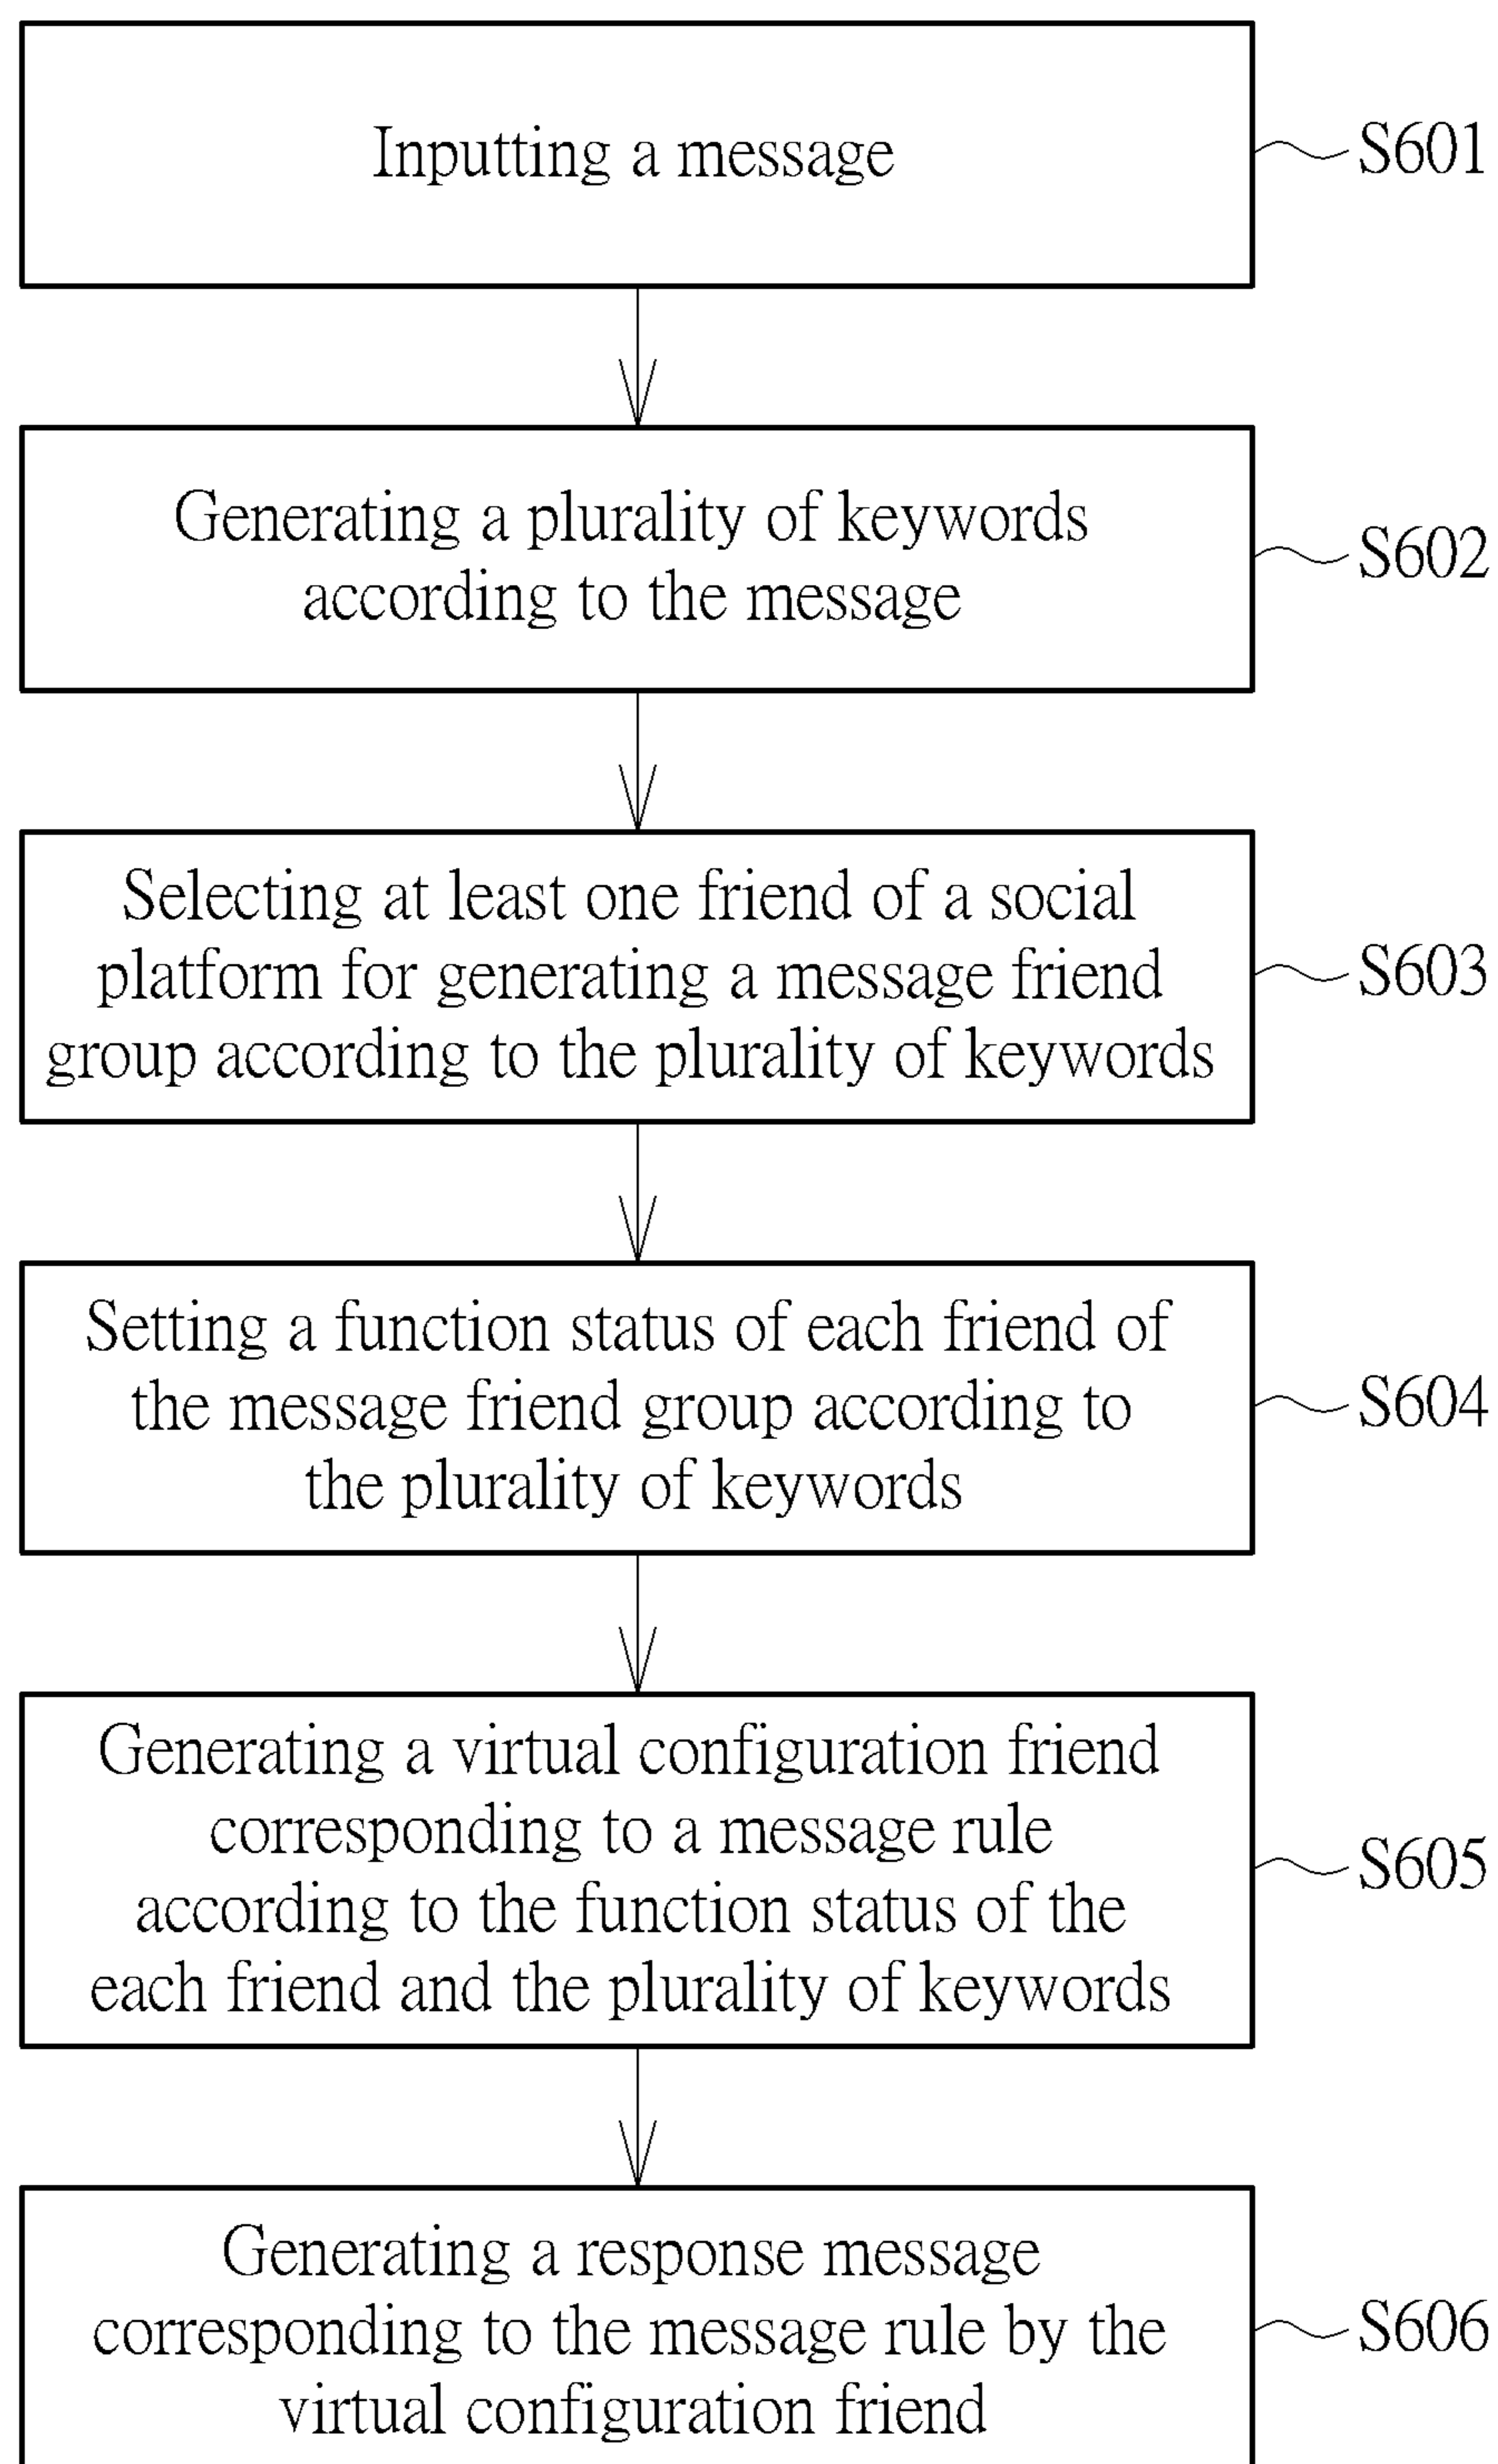 Inputting a message
S601
Generating a plurality of keywords
according to the message
S602
Selecting at least one friend of a social
platform for generating a message friend
group according to the plurality of keywords
S603
Setting a function status of each friend of
the message friend group according to
the plurality of keywords
S604
Generating a virtual configuration friend
corresponding to a message rule
according to the function status of the
each friend and the plurality of keywords
S605
Generating a response message
corresponding to the message rule by the
virtual configuration friend
S606